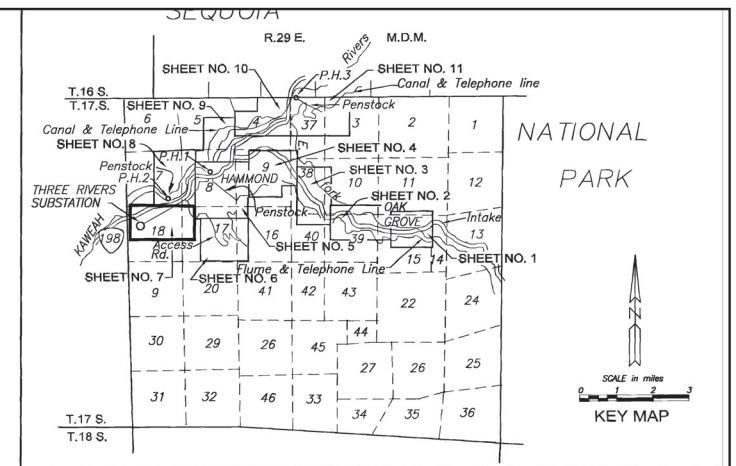 SEQUOIA
R.29 E. M.D.M.
Rivers
SHEET NO. 10
P.H.3
SHEET NO. 11
Canal & Telephone line
T.16 S.
T.17.S.
SHEET NO. 9
Penstock
6 5 4 37 3 2 1
Canal & Telephone Line
SHEET NO. 8
NATIONAL
PARK
P.H.1
E.
SHEET NO. 4
Penstock
P.H.2
7 8 9 38 10 11 12
HAMMOND
SHEET NO. 3
Fork
THREE RIVERS
SUBSTATION
SHEET NO. 2
Penstock
OAK
GROVE
Intake
KAWEAH
198
18 17 16 40 39 13
Access
Rd.
SHEET NO. 5
15 14
SHEET NO. 1
Flume & Telephone Line
SHEET NO. 7
SHEET NO. 6
9 20 41 42 43 22 24
44
30 29 26 45 27 26 25
31 32 46 33 34 35 36
N
SCALE in miles
0 1 2 3
KEY MAP
T.17 S.
T.18 S.